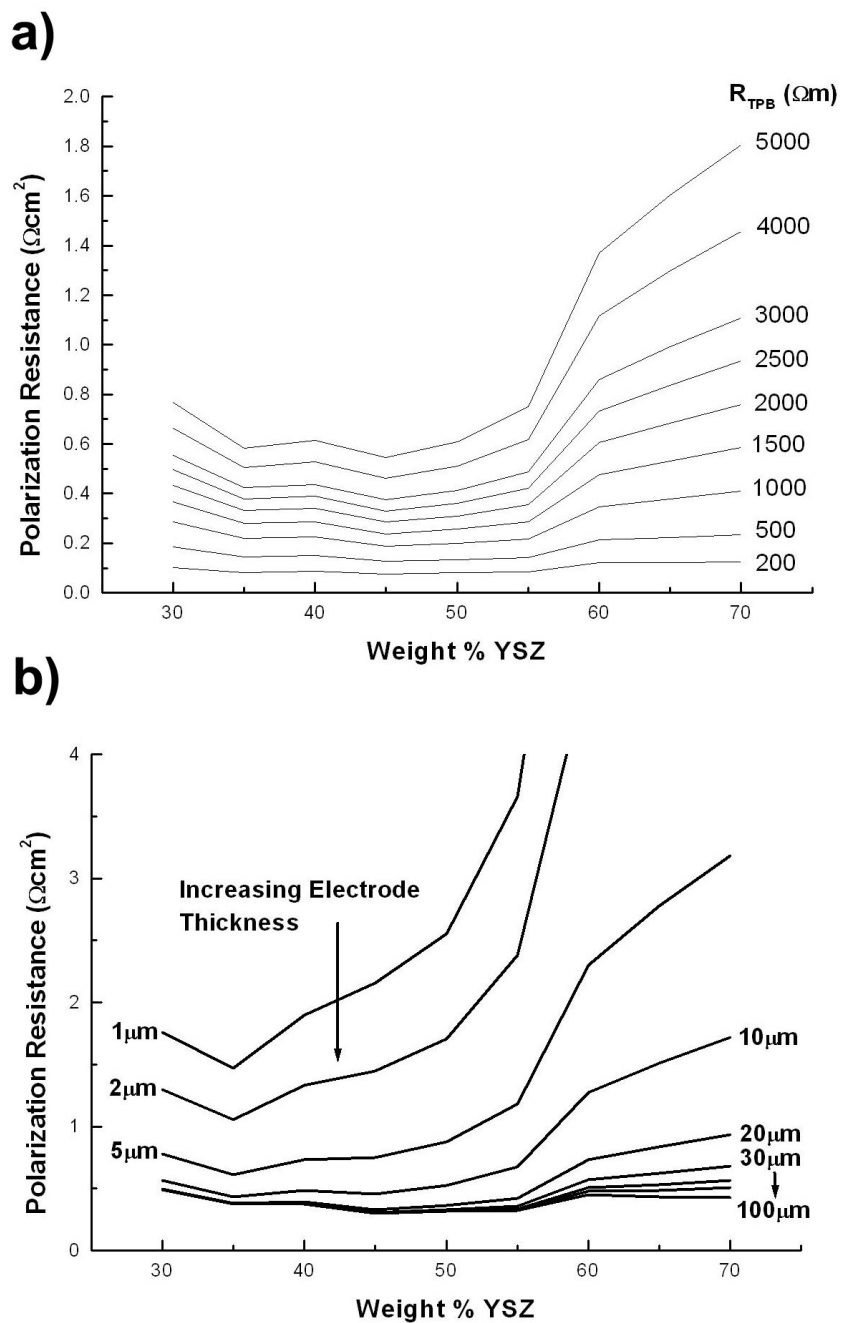 a)
R_TPB (Ωm)
2.0
1.8
1.6
1.4
1.2
1.0
0.8
0.6
0.4
0.2
0.0
5000
4000
3000
2500
2000
1500
1000
500
200
30 40 50 60 70
Polarization Resistance (Ωcm²)
Weight % YSZ
b)
4
3
2
1
0
Increasing Electrode
Thickness
1μm
2μm
5μm
10μm
20μm
30μm
100μm
30 40 50 60 70
Polarization Resistance (Ωcm²)
Weight % YSZ